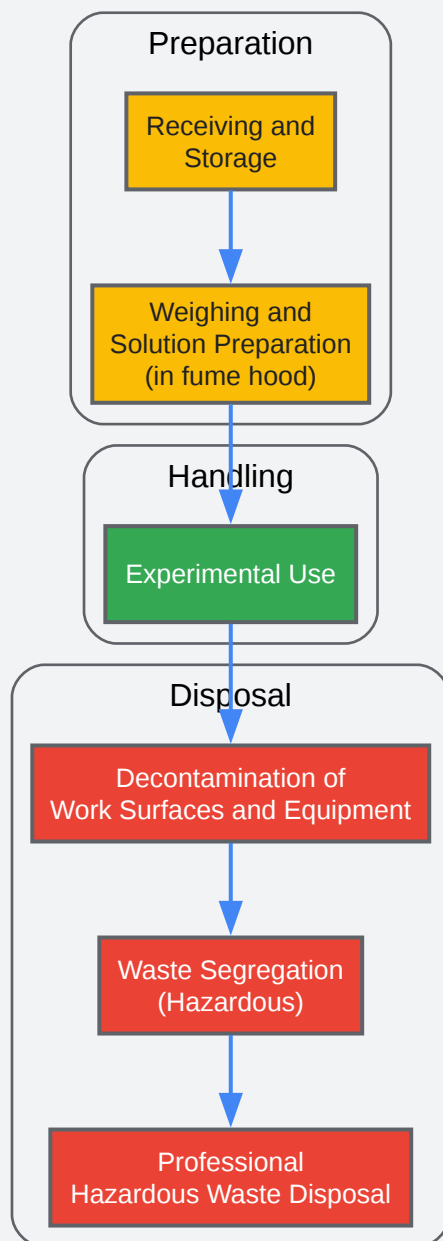 Preparation
Receiving and
Storage
Weighing and
Solution Preparation
(in fume hood)
Handling
Experimental Use
Disposal
Decontamination of
Work Surfaces and Equipment
Waste Segregation
(Hazardous)
Professional
Hazardous Waste Disposal